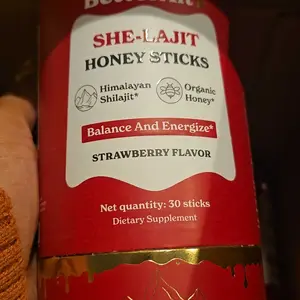 SHE-LAJIT
HONEY STICKS
Himalayan
Shilajit*
Organic
Honey*
Balance And Energize*
STRAWBERRY FLAVOR
Net quantity: 30 sticks
Dietary Supplement